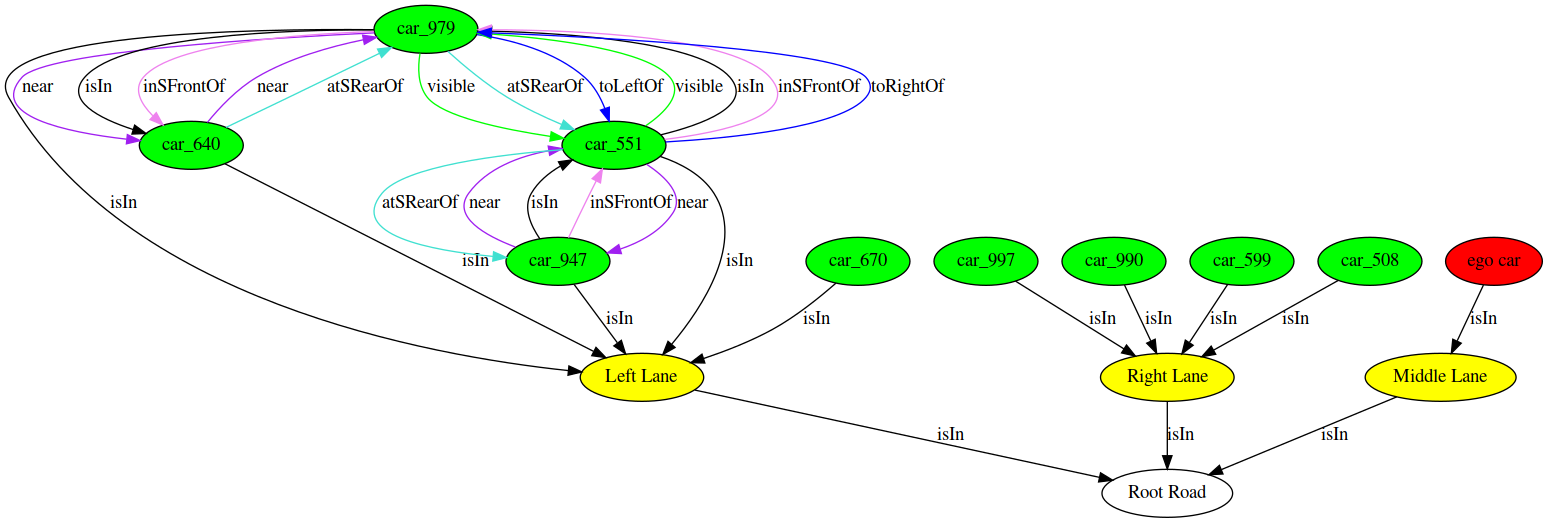 car_979
near
isIn
inSFrontOf
near
atSRearOf
visible
atSRearOf
toLeftOf
visible
isIn
inSFrontOf
toRightOf
car_640
car_551
isIn
atSRearOf
near
isIn
inSFrontOf
near
isIn
car_947
isIn
car_670
car_997
car_990
car_599
car_508
ego car
isIn
isIn
isIn
isIn
isIn
isIn
isIn
Left Lane
Right Lane
Middle Lane
isIn
isIn
isIn
Root Road